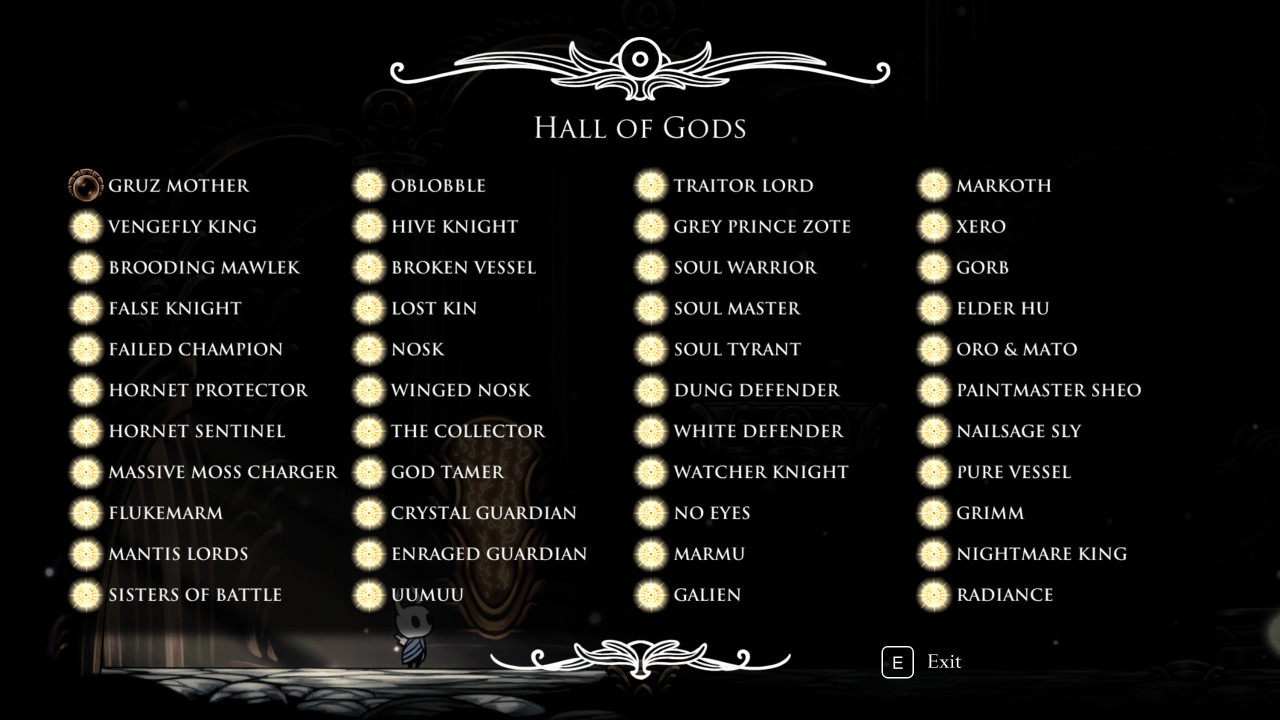 HALL OF GODS
GRUZ MOTHER
VENGEFLY KING
BROODING MAWLEK
FALSE KNIGHT
FAILED CHAMPION
HORNET PROTECTOR
HORNET SENTINEL
MASSIVE MOSS CHARGER
FLUKEMARM
MANTIS LORDS
SISTERS OF BATTLE
OBLOBBLE
HIVE KNIGHT
BROKEN VESSEL
LOST KIN
NOSK
WINGED NOSK
THE COLLECTOR
GOD TAMER
CRYSTAL GUARDIAN
ENRAGED GUARDIAN
UUMUU
TRAITOR LORD
GREY PRINCE ZOTE
SOUL WARRIOR
SOUL MASTER
SOUL TYRANT
DUNG DEFENDER
WHITE DEFENDER
WATCHER KNIGHT
NO EYES
MARMU
GALIEN
MARKOTH
XERO
GORB
ELDER HU
ORO & MATO
PAINTMASTER SHEO
NAILSAGE SLY
PURE VESSEL
GRIMM
NIGHTMARE KING
RADIANCE
E Exit